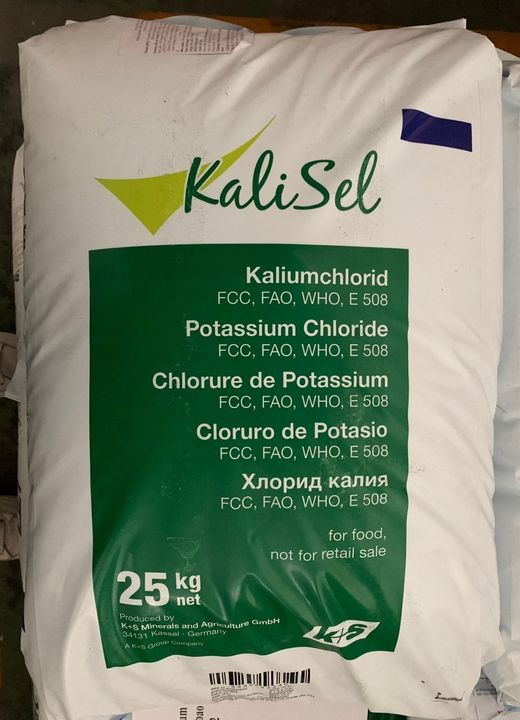 KaliSel
Kaliumchlorid
FCC, FAO, WHO, E 508
Potassium Chloride
FCC, FAO, WHO, E 508
Chlorure de Potassium
FCC, FAO, WHO, E 508
Cloruro de Potasio
FCC, FAO, WHO, E 508
Хлорид калия
FCC, FAO, WHO, E 508
for food,
not for retail sale
25 kg
net
Produced by
K+S Minerals and Agriculture GmbH
34131 Kassel · Germany
A K+S Group Company
K+S